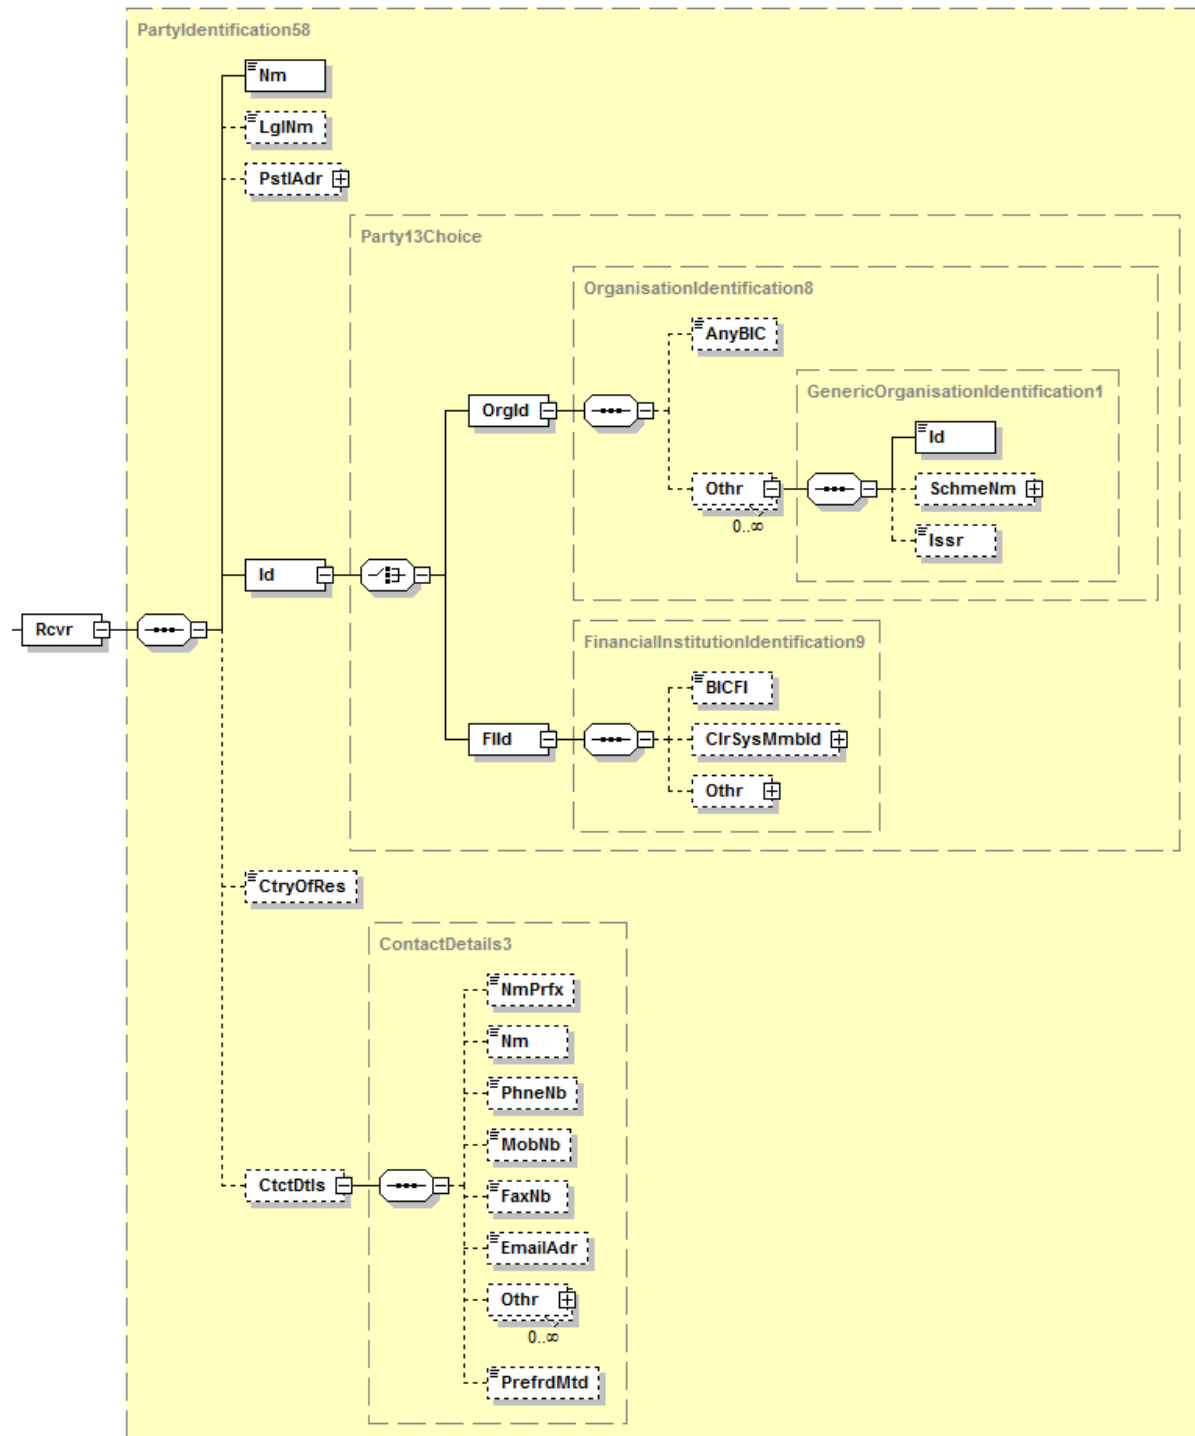 PartyIdentification58
Nm
LglNm
PstlAdr
Party13Choice
OrganisationIdentification8
AnyBIC
GenericOrganisationIdentification1
OrgId
Id
Othr
SchmeNm
0..∞
Issr
Id
Rcvr
FinancialInstitutionIdentification9
BICFI
FIId
ClrSysMmbId
Othr
CtryOfRes
ContactDetails3
NmPrfx
Nm
PhneNb
MobNb
CtctDtls
FaxNb
EmailAdr
Othr
0..∞
PrefrdMtd